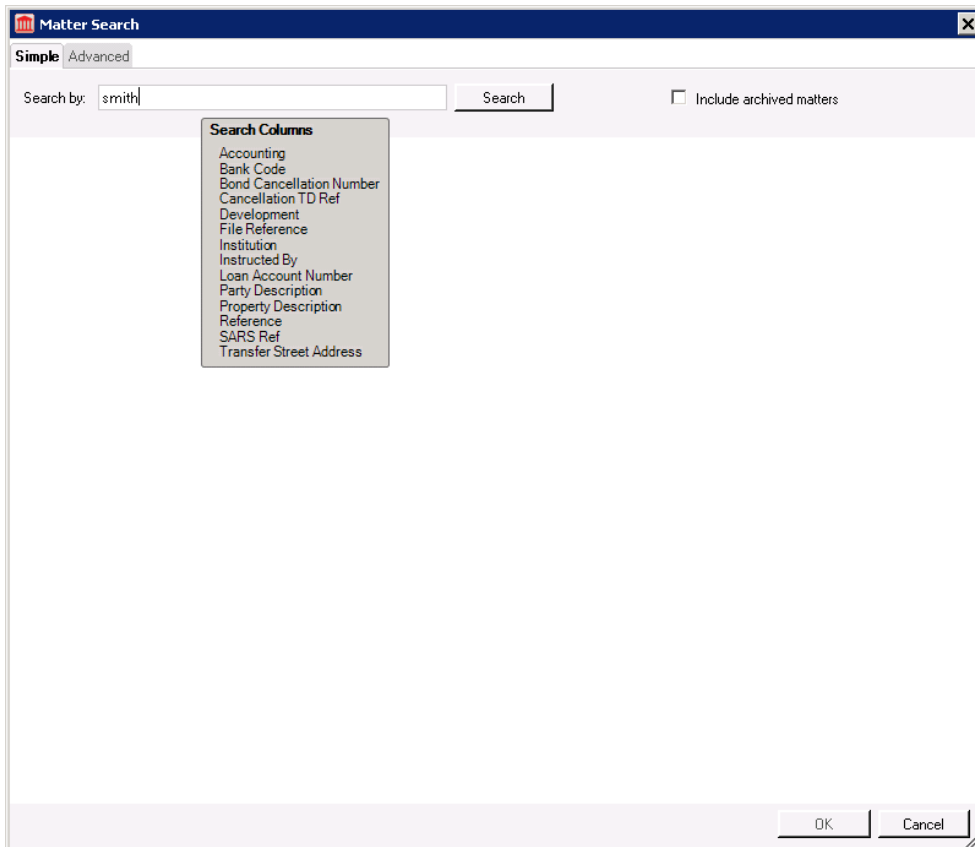 Matter Search
Simple Advanced
Search by: smith Search Include archived matters
Search Columns
Accounting
Bank Code
Bond Cancellation Number
Cancellation TD Ref
Development
File Reference
Institution
Instructed By
Loan Account Number
Party Description
Property Description
Reference
SARS Ref
Transfer Street Address
OK Cancel